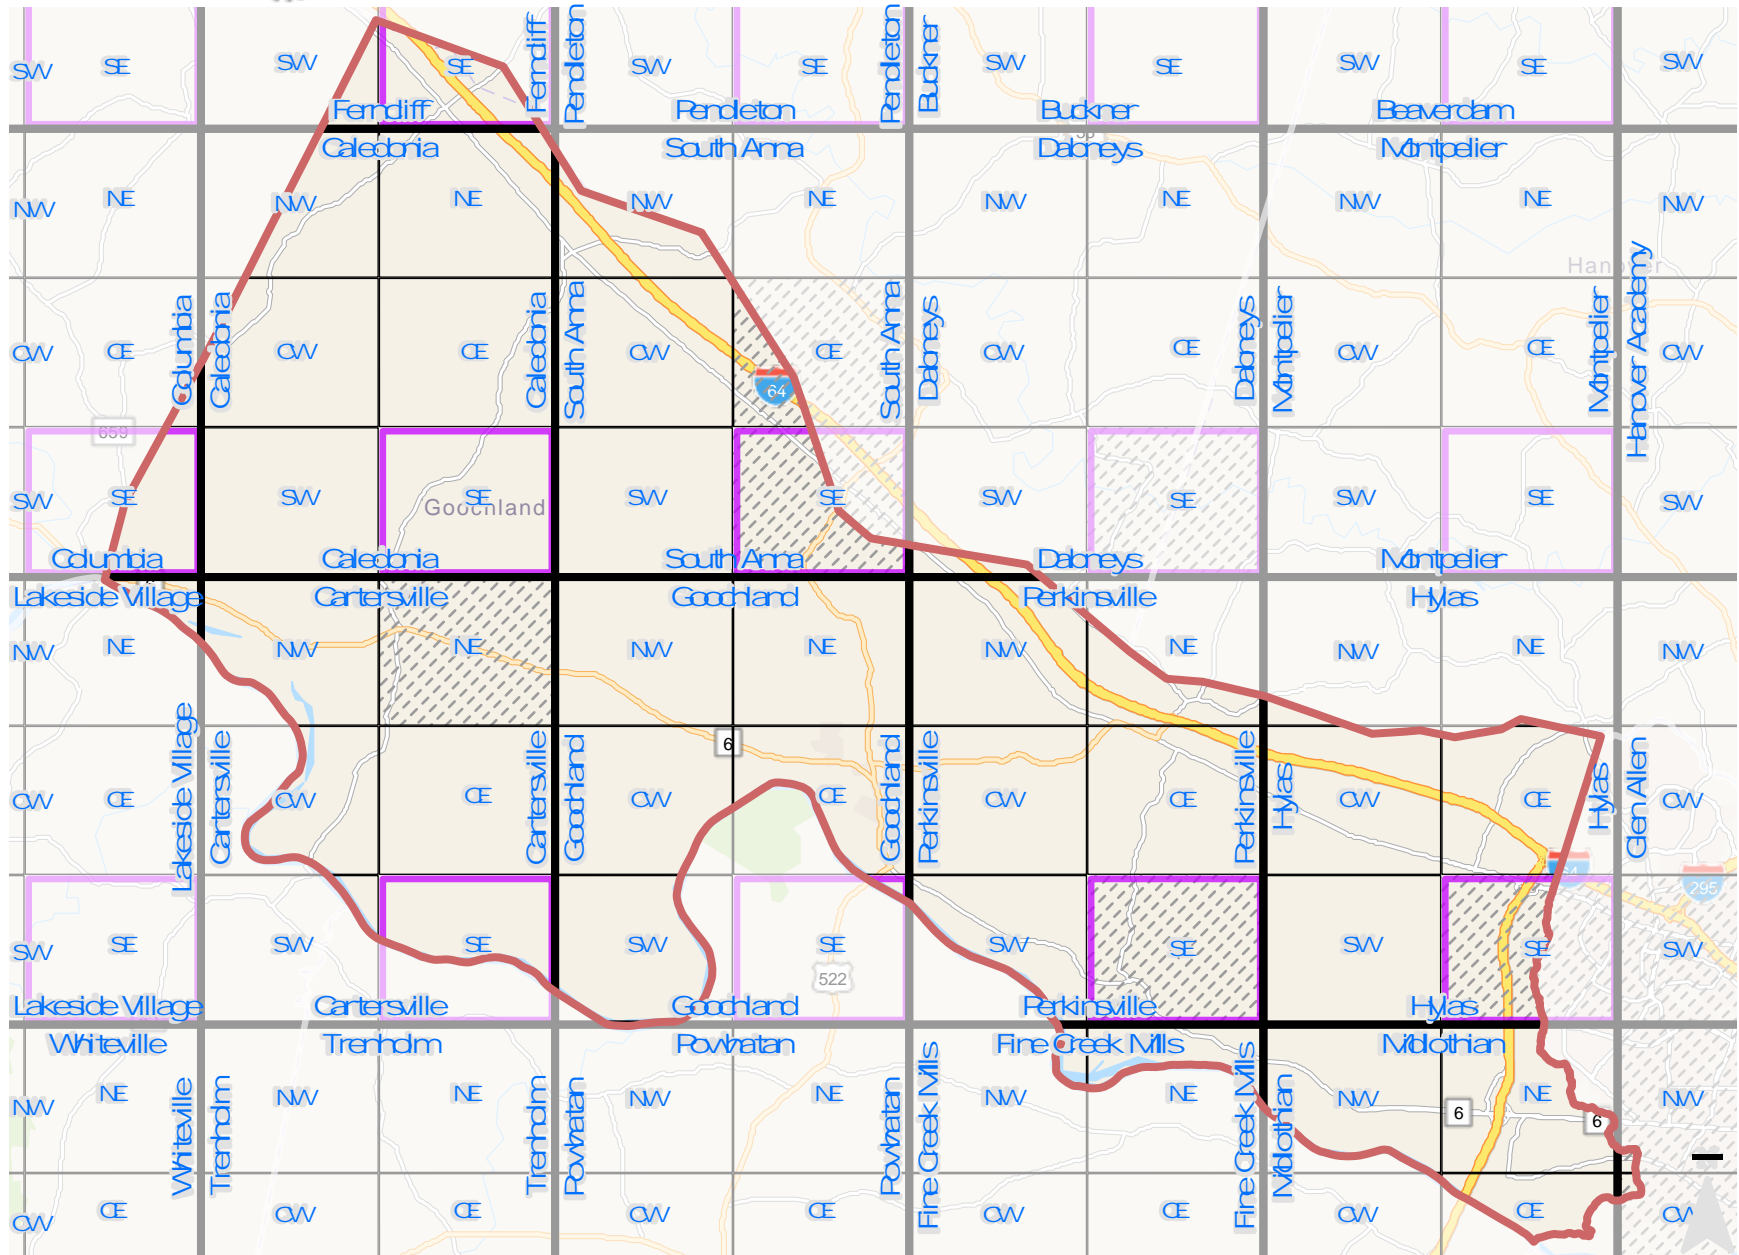 SW SE SW SE Ferncliff Pendleton SW SE Pendleton Buckner SW SE SW SE SW
Ferncliff Pendleton Buckner Beaverdam
Caledonia South Anna Dabneys Montpelier
NW NE NW NE NW NE NW NE NW NE NW
Hanover
Columbia Caledonia Caledonia South Anna South Anna Dabneys Dabneys Montpelier Montpelier Hanover Academy
CW CE CW CE CW CE CW CE CW CE CW
64
659
SW SE SW SE SW SE SW SE SW SE SW
Goochland
Columbia Caledonia South Anna Dabneys Montpelier
Lakeside Village Cartersville Goochland Perkinsville Hylas
NW NE NW NE NW NE NW NE NW NE NW
6
Lakeside Village Cartersville Cartersville Goochland Goochland Perkinsville Perkinsville Hylas Hylas Glen Allen
CW CE CW CE CW CE CW CE CW CE CW
64
295
SW SE SW SE SW SE SW SE SW SE SW
522
Lakeside Village Cartersville Goochland Perkinsville Hylas
Whiteville Trenholm Powhatan Fine Creek Mills Midlothian
NW NE NW NE NW NE NW NE NW NE NW
6
6
Whiteville Trenholm Trenholm Powhatan Powhatan Fine Creek Mills Fine Creek Mills Midlothian
CW CE CW CE CW CE CW CE CW CE CW